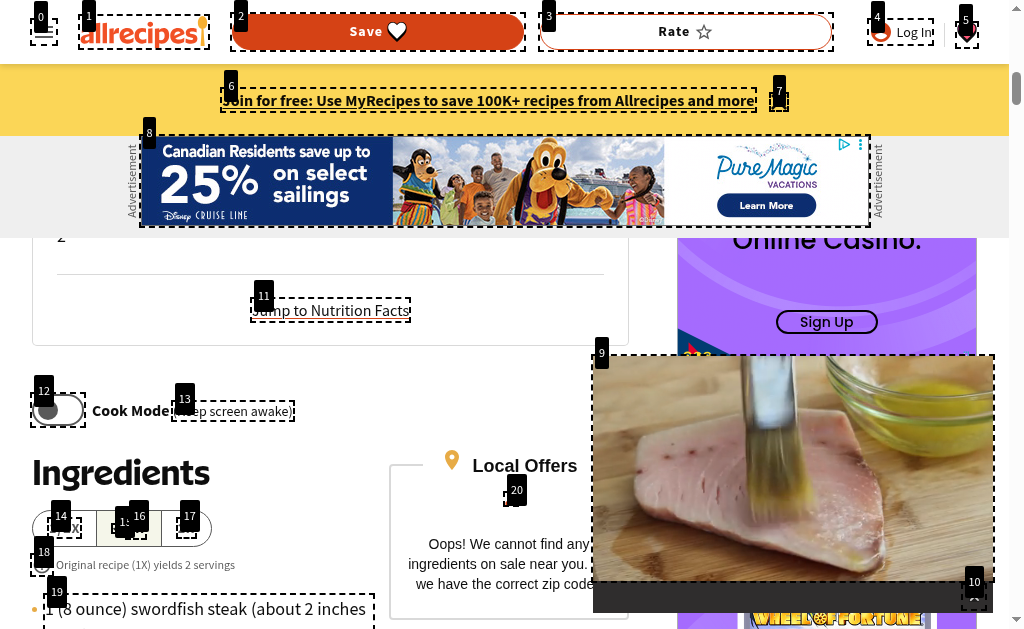 allrecipes
Save
Rate
Log In
Join for free: Use MyRecipes to save 100K+ recipes from Allrecipes and more
Advertisement
Canadian Residents save up to
25% on select sailings
Disney CRUISE LINE
©Disney
Pure Magic
VACATIONS
Learn More
Advertisement
2
Online Casino.
Jump to Nutrition Facts
Sign Up
Cook Mode (Keep screen awake)
Ingredients
Local Offers
Original recipe (1X) yields 2 servings
Oops! We cannot find any
ingredients on sale near you.
we have the correct zip code
1 (8 ounce) swordfish steak (about 2 inches
WHEEL OF FORTUNE
0
1
2
3
4
5
6
7
8
9
10
11
12
13
14
16
17
18
19
20